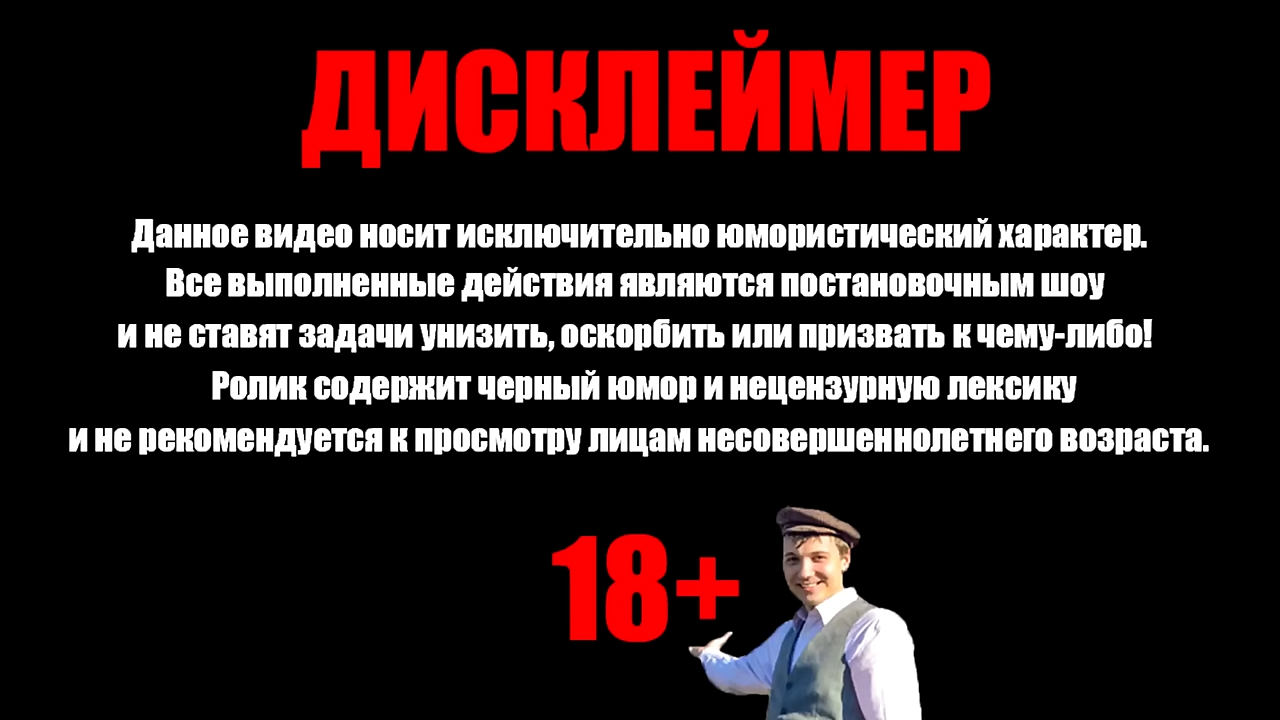 ДИСКЛЕЙМЕР
Данное видео носит исключительно юмористический характер.
Все выполненные действия являются постановочным шоу
и не ставят задачи унизить, оскорбить или призвать к чему-либо!
Ролик содержит черный юмор и нецензурную лексику
и не рекомендуется к просмотру лицам несовершеннолетнего возраста.
18+